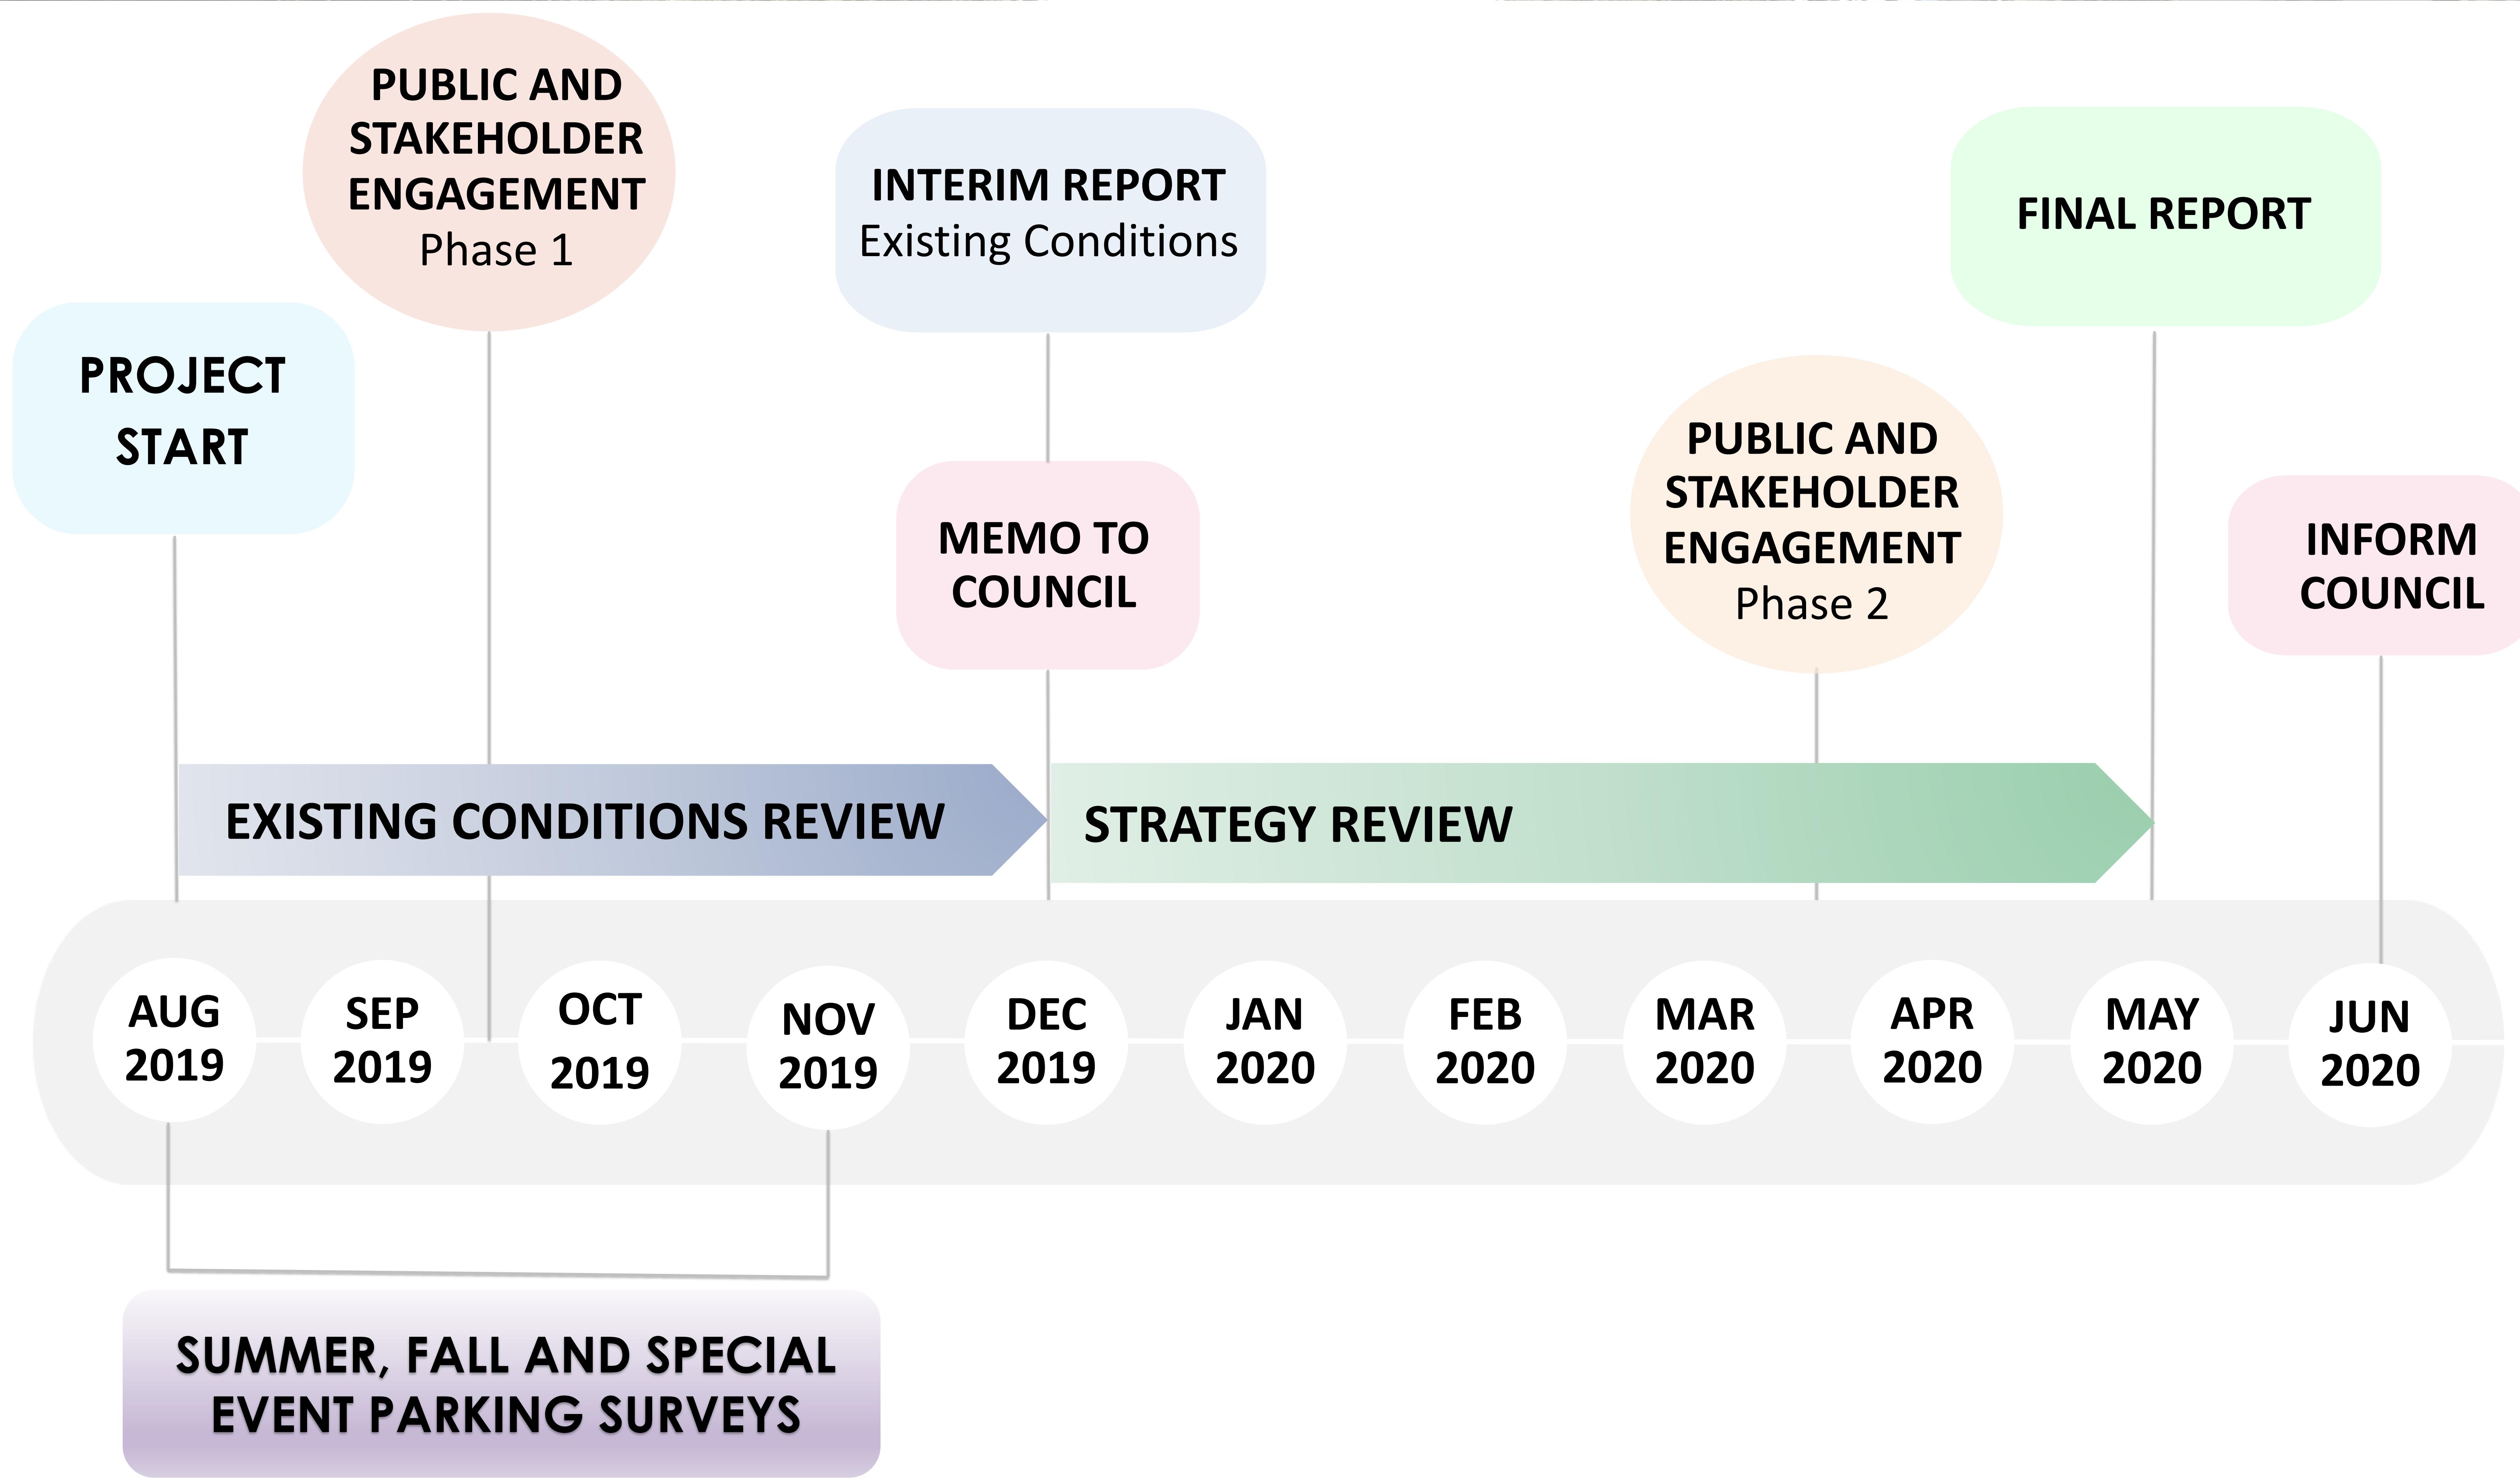 PUBLIC AND
STAKEHOLDER
ENGAGEMENT
Phase 1
INTERIM REPORT
Existing Conditions
FINAL REPORT
PROJECT
START
MEMO TO
COUNCIL
PUBLIC AND
STAKEHOLDER
ENGAGEMENT
Phase 2
INFORM
COUNCIL
EXISTING CONDITIONS REVIEW
STRATEGY REVIEW
AUG
2019
SEP
2019
OCT
2019
NOV
2019
DEC
2019
JAN
2020
FEB
2020
MAR
2020
APR
2020
MAY
2020
JUN
2020
SUMMER, FALL AND SPECIAL
EVENT PARKING SURVEYS